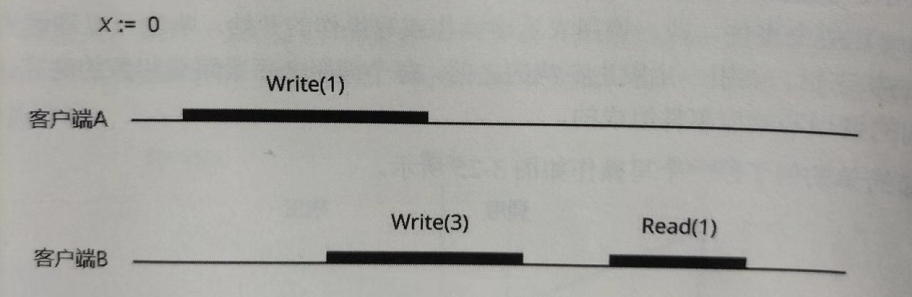 X := 0
Write(1)
客户端A
Write(3)
Read(1)
客户端B